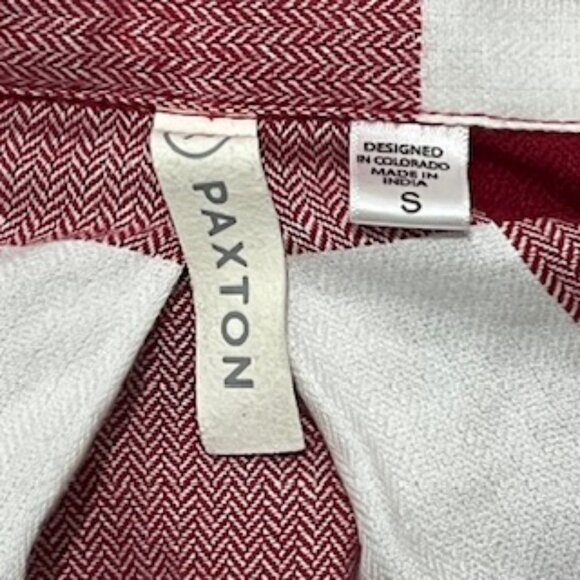 PAXTON
DESIGNED
IN COLORADO
MADE IN
INDIA
S